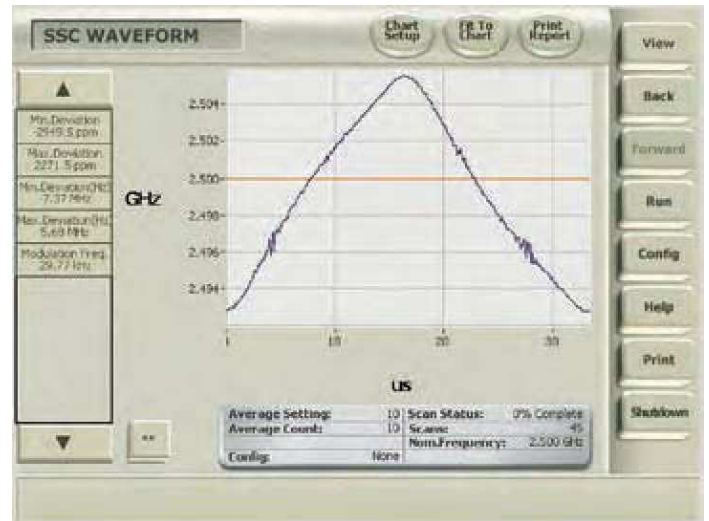 SSC WAVEFORM
Chart Setup
Fit To Chart
Print Report
View
Back
Forward
Run
Config
Help
Print
Shutdown
Min.Deviation
-2949.5 ppm
Max.Deviation
2271.5 ppm
Min.Deviation(Hz)
7.37 MHz
Max.Deviation(Hz)
5.69 MHz
Modulation Freq.
29.77 kHz
GHz
2.504
2.502
2.500
2.498
2.496
2.494
10
20
30
us
Average Setting: 10
Average Count: 10
Config: None
Scan Status: 0% Complete
Scans: 45
Nom.Frequency: 2.500 GHz